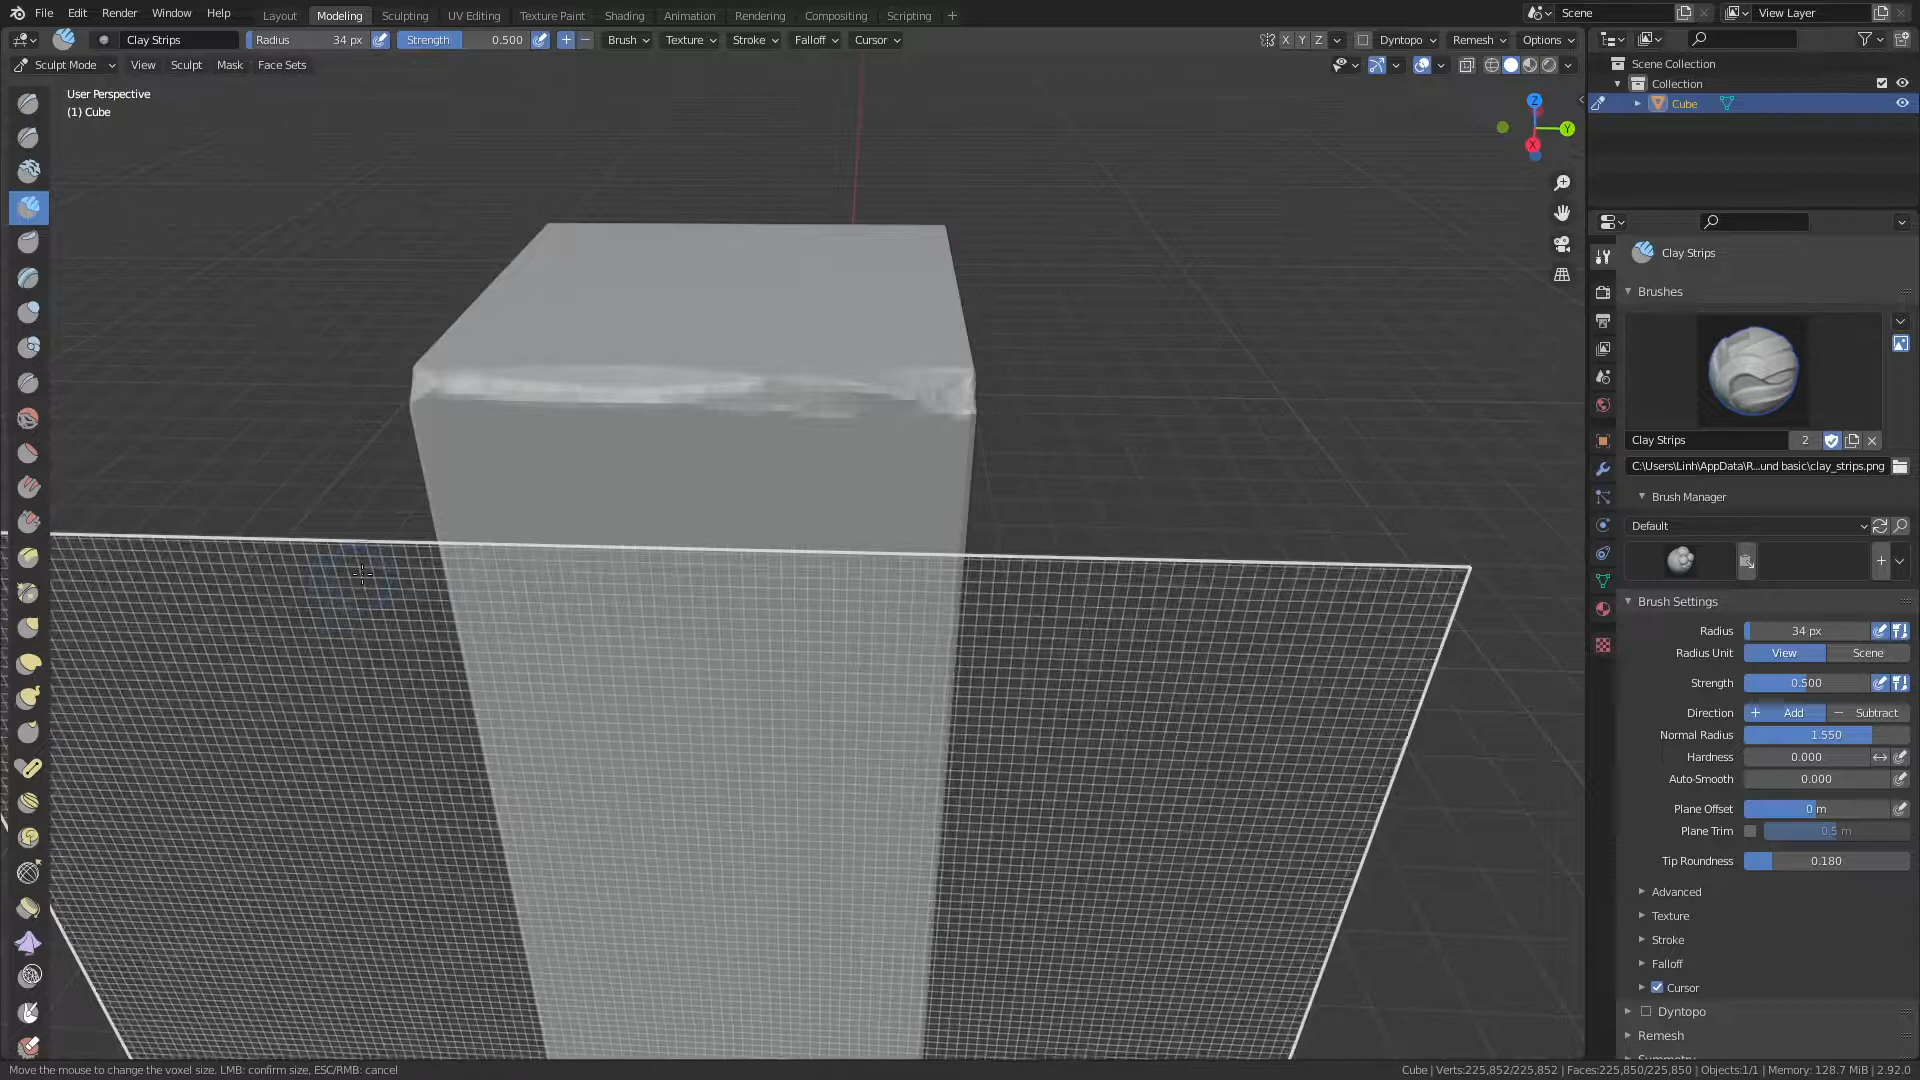 File Edit Render Window Help
Layout Modeling Sculpting UV Editing Texture Paint Shading Animation Rendering Compositing Scripting +
Scene
View Layer
Clay Strips
Radius 34 px
Strength 0.500
Brush Texture Stroke Falloff Cursor
X Y Z
Dyntopo Remesh Options
Sculpt Mode View Sculpt Mask Face Sets
User Perspective
(1) Cube
Z
Y
X
Scene Collection
Collection
Cube
Clay Strips
Brushes
Clay Strips 2
C:\Users\Linh\AppData\R...und basic\clay_strips.png
Brush Manager
Default
Brush Settings
Radius 34 px
Radius Unit View Scene
Strength 0.500
Direction + Add − Subtract
Normal Radius 1.550
Hardness 0.000
Auto-Smooth 0.000
Plane Offset 0 m
Plane Trim 0.5 m
Tip Roundness 0.180
Advanced
Texture
Stroke
Falloff
Cursor
Dyntopo
Remesh
Symmetry
Move the mouse to change the voxel size. LMB: confirm size, ESC/RMB: cancel
Cube | Verts:225,852/225,852 | Faces:225,850/225,850 | Objects:1/1 | Memory: 128.7 MiB | 2.92.0